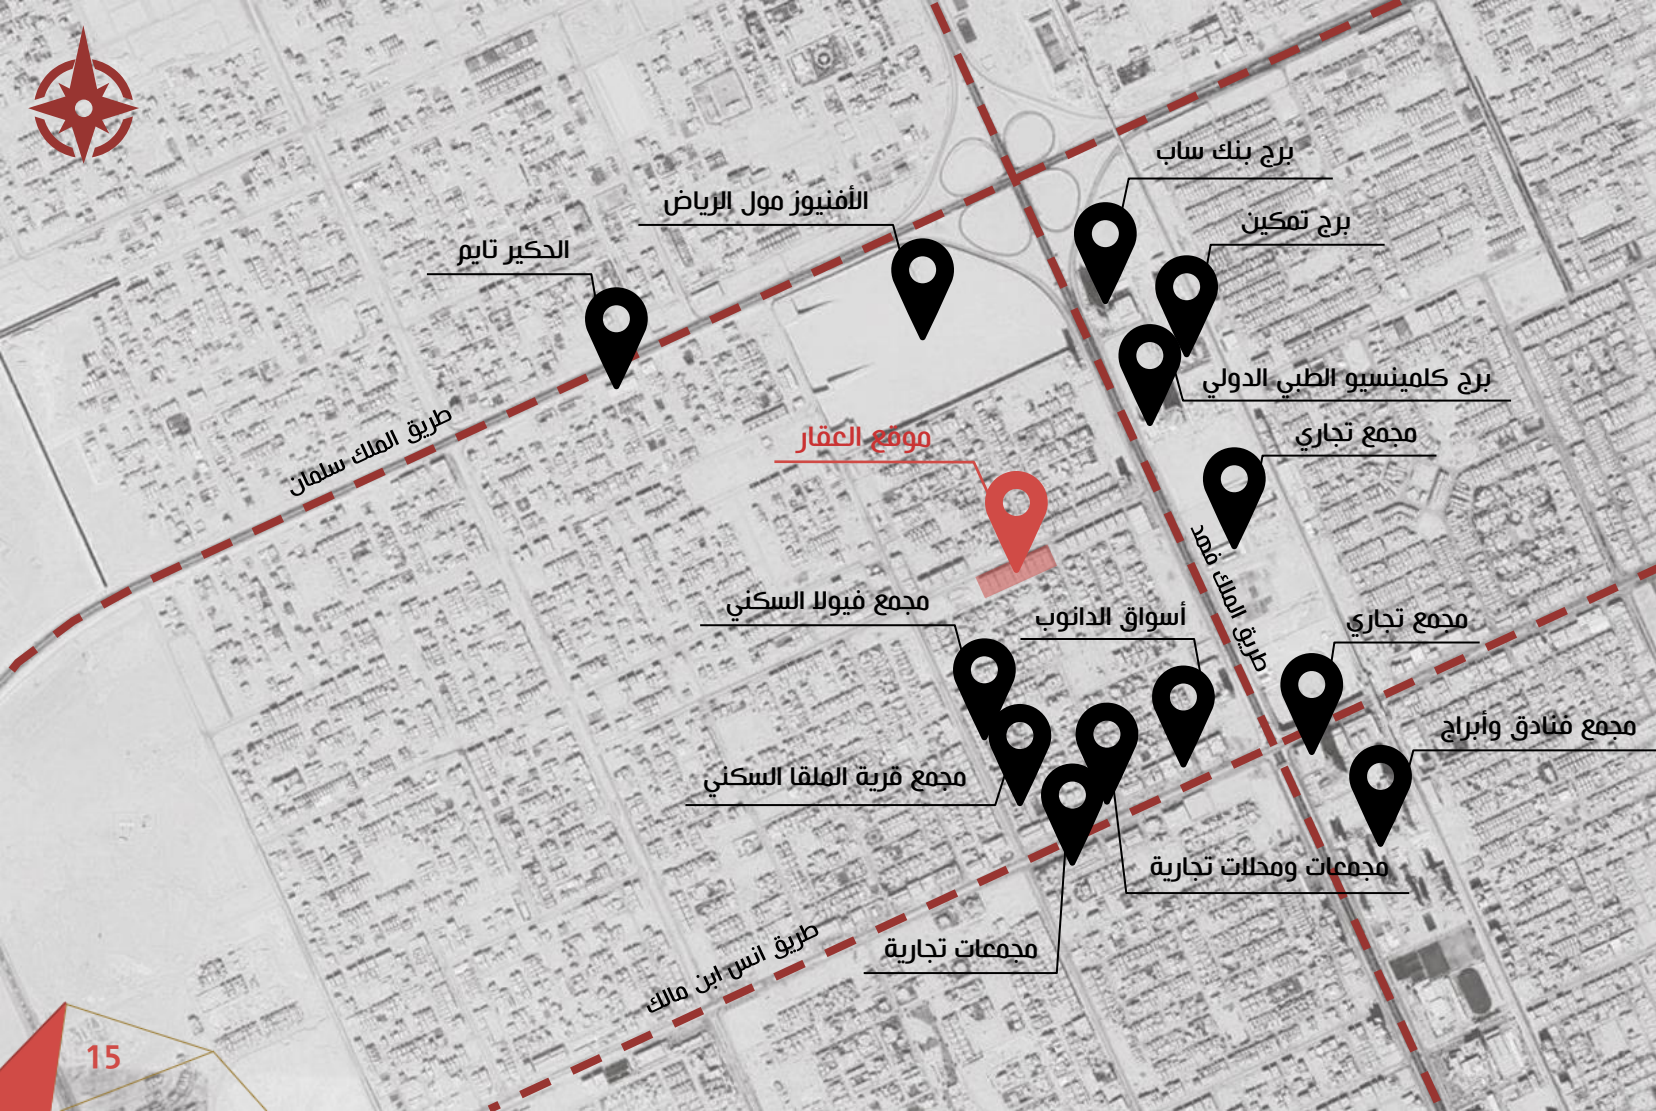 برج بنك ساب
الأفنيوز مول الرياض
برج تمكين
الحكير تايم
برج كلمينسيو الطبي الدولي
طريق الملك سلمان
موقع العقار
مجمع تجاري
طريق الملك فهد
مجمع فيولا السكني
أسواق الدانوب
مجمع تجاري
مجمع فنادق وأبراج
مجمع قرية الملقا السكني
مجمعات ومحلات تجارية
مجمعات تجارية
طريق انس ابن مالك
15